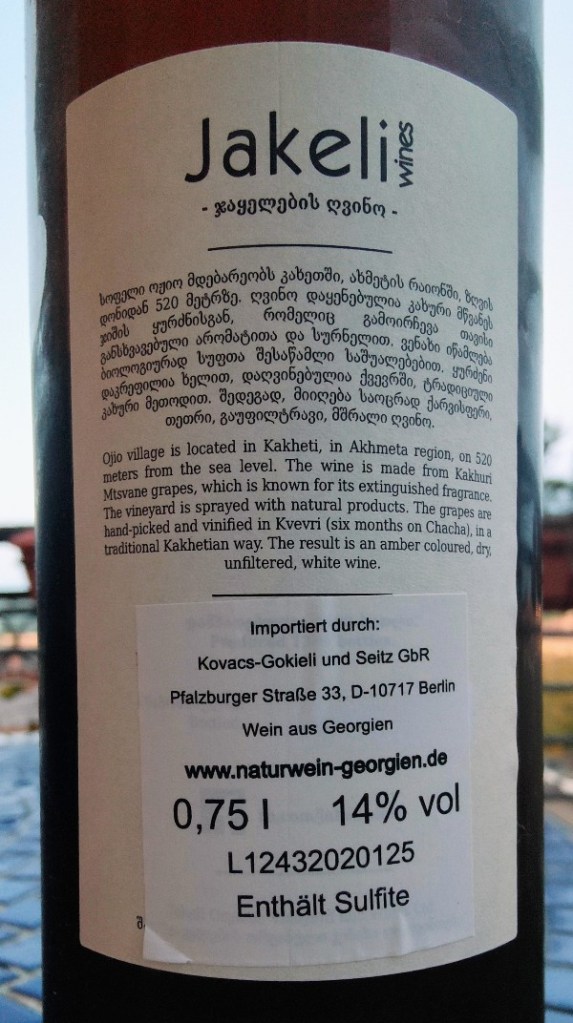 Jakeli wines
- ჯაყელების ღვინო -
სოფელი ოჟიო მდებარეობს კახეთში, ახმეტის რაიონში, ზღვის
დონიდან 520 მეტრზე. ღვინო დაყენებულია კახური მწვანეს
ჯიშის ყურძნისგან, რომელიც გამოირჩევა თავისი
განსხვავებული არომატითა და სურნელით. ვენახი იწამლება
ბიოლოგიურად სუფთა შესაწამლი საშუალებებით. ყურძენი
დაკრეფილია ხელით, დაღვინებულია ქვევრში, ტრადიციული
კახური მეთოდით. შედეგად, მიიღება საოცრად ქარვისფერი,
თეთრი, გაუფილტრავი, მშრალი ღვინო.
Ojio village is located in Kakheti, in Akhmeta region, on 520
meters from the sea level. The wine is made from Kakhuri
Mtsvane grapes, which is known for its extinguished fragrance.
The vineyard is sprayed with natural products. The grapes are
hand-picked and vinified in Kvevri (six months on Chacha), in a
traditional Kakhetian way. The result is an amber coloured, dry,
unfiltered, white wine.
Importiert durch:
Kovacs-Gokieli und Seitz GbR
Pfalzburger Straße 33, D-10717 Berlin
Wein aus Georgien
www.naturwein-georgien.de
0,75 l 14% vol
L12432020125
Enthält Sulfite